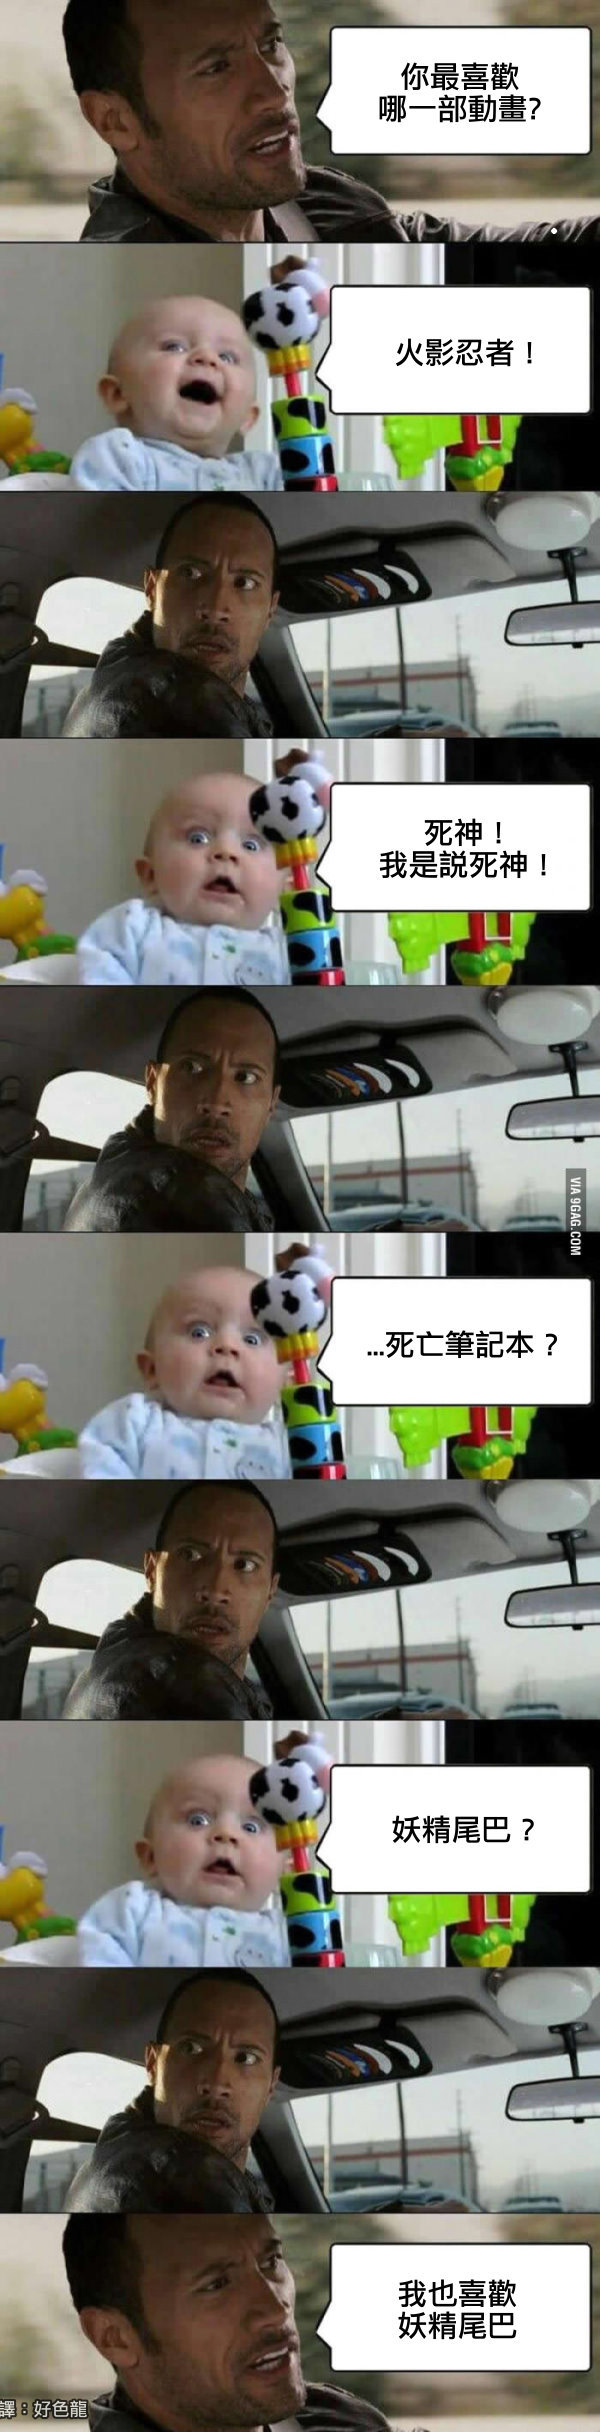 你最喜歡
哪一部動畫?
火影忍者！
死神！
我是説死神！
VIA 9GAG.COM
...死亡筆記本？
妖精尾巴？
我也喜歡
妖精尾巴
譯：好色龍